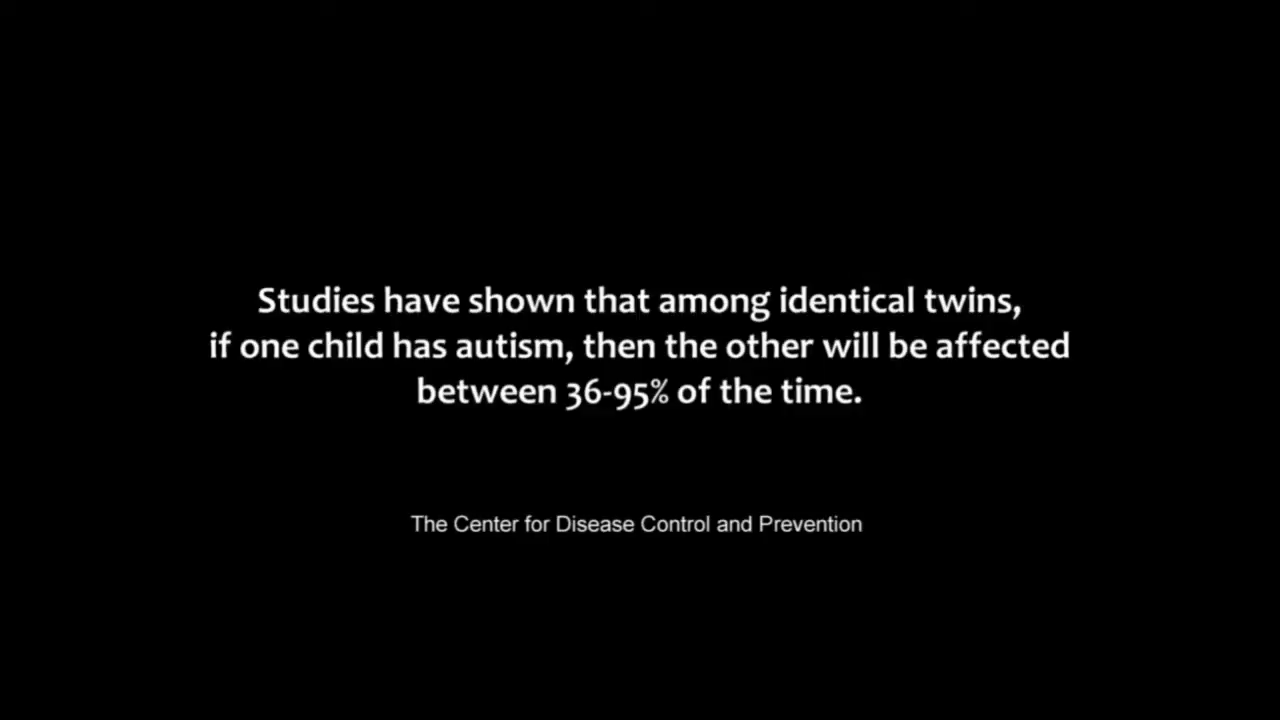 Studies have shown that among identical twins,
if one child has autism, then the other will be affected
between 36-95% of the time.
The Center for Disease Control and Prevention